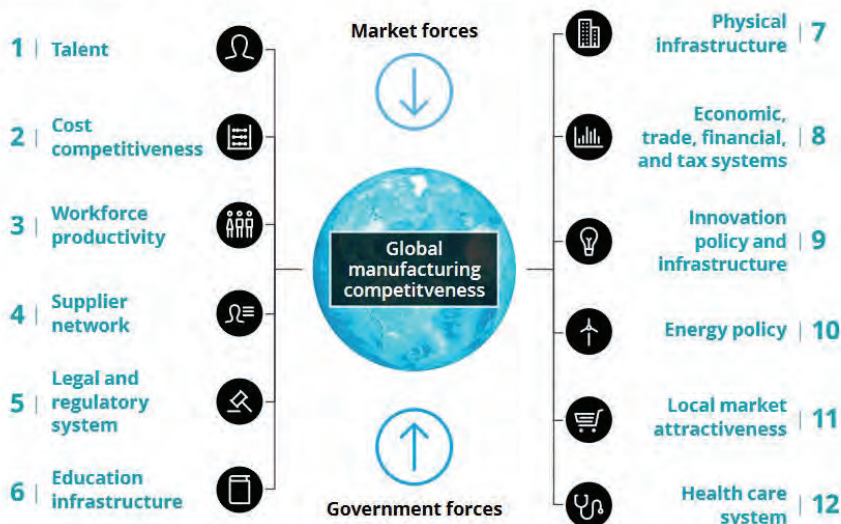 1 | Talent
2 | Cost
competitiveness
3 | Workforce
productivity
4 | Supplier
network
5 | Legal and
regulatory
system
6 | Education
infrastructure
Market forces
Global
manufacturing
competitveness
Government forces
Physical
infrastructure | 7
Economic,
trade, financial,
and tax systems | 8
Innovation
policy and
infrastructure | 9
Energy policy | 10
Local market
attractiveness | 11
Health care
system | 12